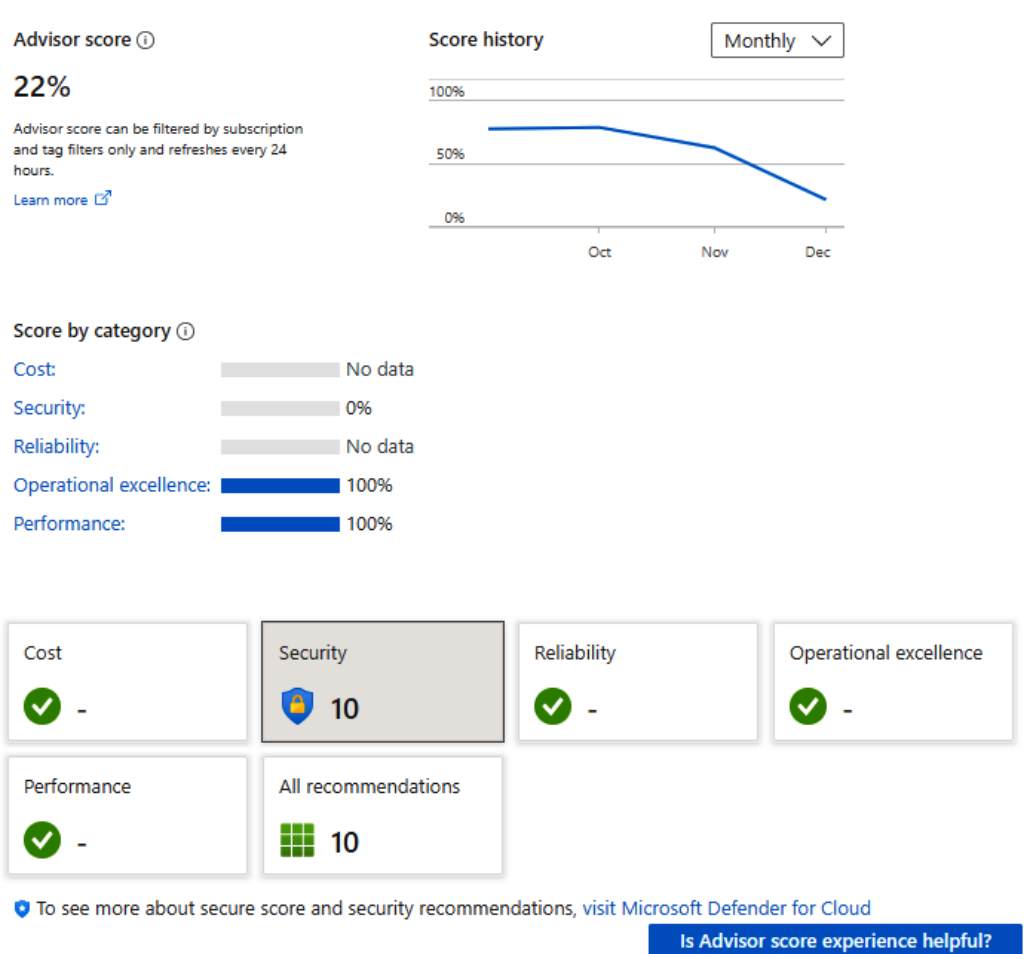 Advisor score
22%
Advisor score can be filtered by subscription
and tag filters only and refreshes every 24
hours.
Learn more
Score history
Monthly
100%
50%
0%
Oct Nov Dec
Score by category
Cost: No data
Security: 0%
Reliability: No data
Operational excellence: 100%
Performance: 100%
Cost
-
Security
10
Reliability
-
Operational excellence
-
Performance
-
All recommendations
10
To see more about secure score and security recommendations, visit Microsoft Defender for Cloud
Is Advisor score experience helpful?